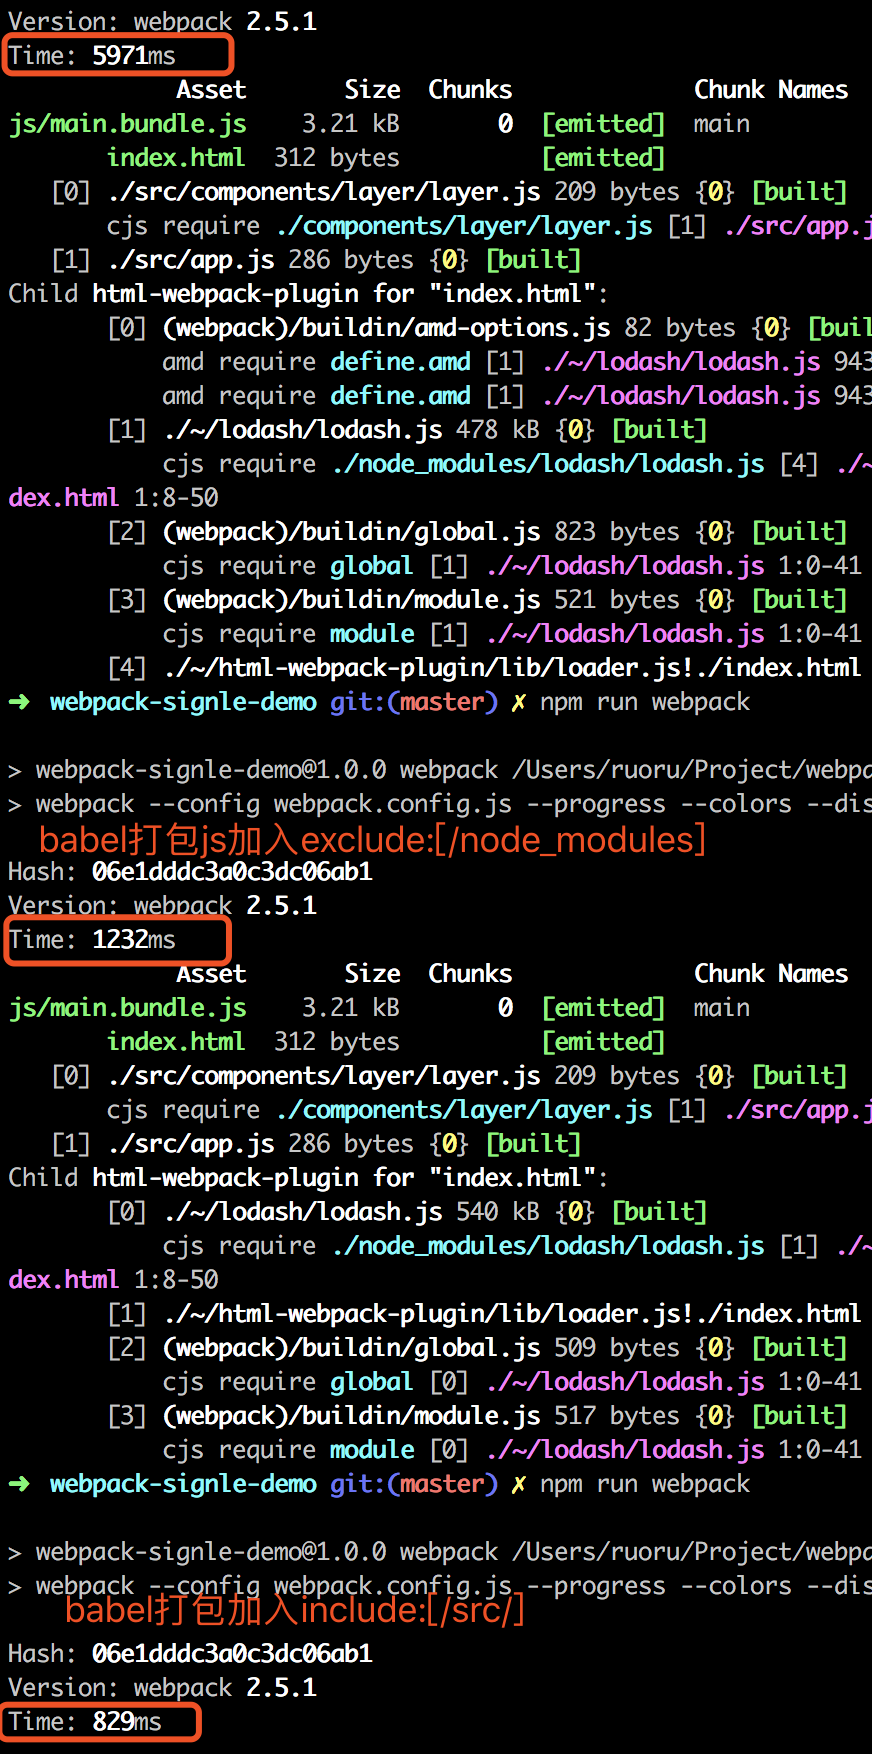 Version: webpack 2.5.1
Time: 5971ms
Asset Size Chunks Chunk Names
js/main.bundle.js 3.21 kB 0 [emitted] main
index.html 312 bytes [emitted]
[0] ./src/components/layer/layer.js 209 bytes {0} [built]
cjs require ./components/layer/layer.js [1] ./src/app.j
[1] ./src/app.js 286 bytes {0} [built]
Child html-webpack-plugin for "index.html":
[0] (webpack)/buildin/amd-options.js 82 bytes {0} [buil
amd require define.amd [1] ./~/lodash/lodash.js 943
amd require define.amd [1] ./~/lodash/lodash.js 943
[1] ./~/lodash/lodash.js 478 kB {0} [built]
cjs require ./node_modules/lodash/lodash.js [4] ./~
dex.html 1:8-50
[2] (webpack)/buildin/global.js 823 bytes {0} [built]
cjs require global [1] ./~/lodash/lodash.js 1:0-41
[3] (webpack)/buildin/module.js 521 bytes {0} [built]
cjs require module [1] ./~/lodash/lodash.js 1:0-41
[4] ./~/html-webpack-plugin/lib/loader.js!./index.html
➜ webpack-signle-demo git:(master) ✗ npm run webpack
> webpack-signle-demo@1.0.0 webpack /Users/ruoru/Project/webpa
> webpack --config webpack.config.js --progress --colors --dis
babel打包js加入exclude:[/node_modules]
Hash: 06e1dddc3a0c3dc06ab1
Version: webpack 2.5.1
Time: 1232ms
Asset Size Chunks Chunk Names
js/main.bundle.js 3.21 kB 0 [emitted] main
index.html 312 bytes [emitted]
[0] ./src/components/layer/layer.js 209 bytes {0} [built]
cjs require ./components/layer/layer.js [1] ./src/app.j
[1] ./src/app.js 286 bytes {0} [built]
Child html-webpack-plugin for "index.html":
[0] ./~/lodash/lodash.js 540 kB {0} [built]
cjs require ./node_modules/lodash/lodash.js [1] ./~
dex.html 1:8-50
[1] ./~/html-webpack-plugin/lib/loader.js!./index.html
[2] (webpack)/buildin/global.js 509 bytes {0} [built]
cjs require global [0] ./~/lodash/lodash.js 1:0-41
[3] (webpack)/buildin/module.js 517 bytes {0} [built]
cjs require module [0] ./~/lodash/lodash.js 1:0-41
➜ webpack-signle-demo git:(master) ✗ npm run webpack
> webpack-signle-demo@1.0.0 webpack /Users/ruoru/Project/webpa
> webpack --config webpack.config.js --progress --colors --dis
babel打包加入include:[/src/]
Hash: 06e1dddc3a0c3dc06ab1
Version: webpack 2.5.1
Time: 829ms